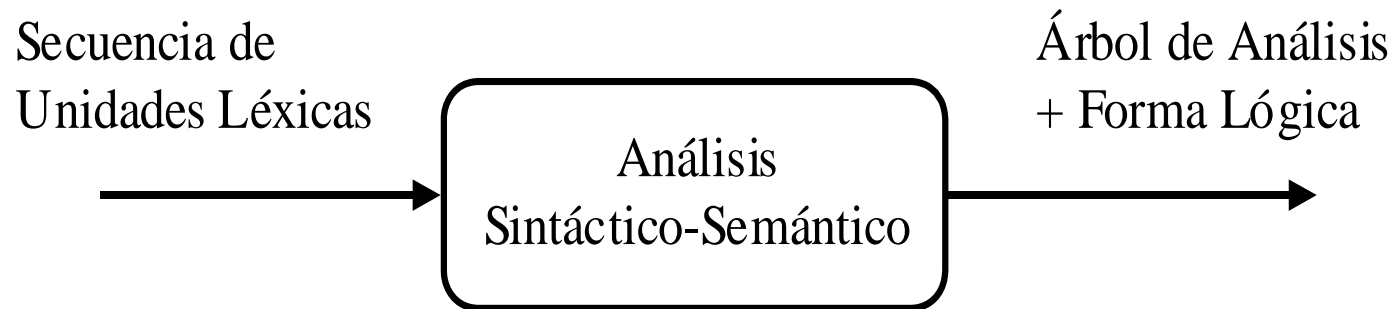 Secuencia de
Unidades Léxicas
Análisis
Sintáctico-Semántico
Árbol de Análisis
+ Forma Lógica